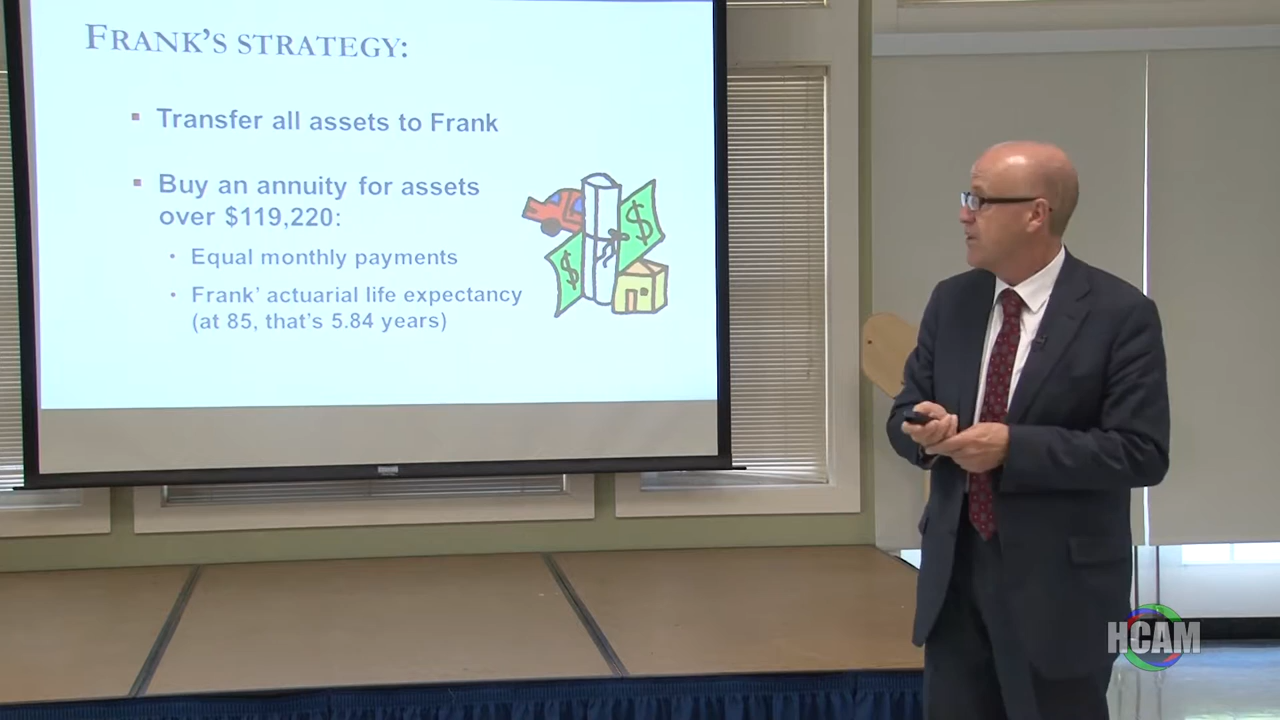 FRANK'S STRATEGY:
Transfer all assets to Frank
Buy an annuity for assets
over $119,220:
Equal monthly payments
Frank' actuarial life expectancy
(at 85, that's 5.84 years)
$
$
HCAM